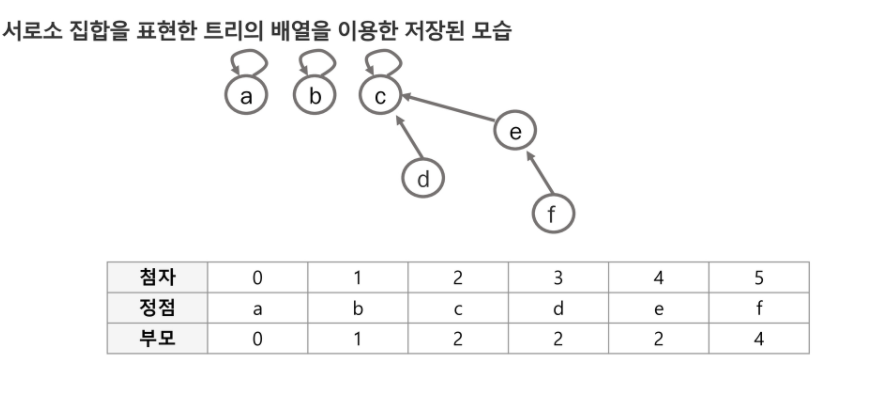 서로소 집합을 표현한 트리의 배열을 이용한 저장된 모습
a b c
e
d
f
첨자 0 1 2 3 4 5
정점 a b c d e f
부모 0 1 2 2 2 4